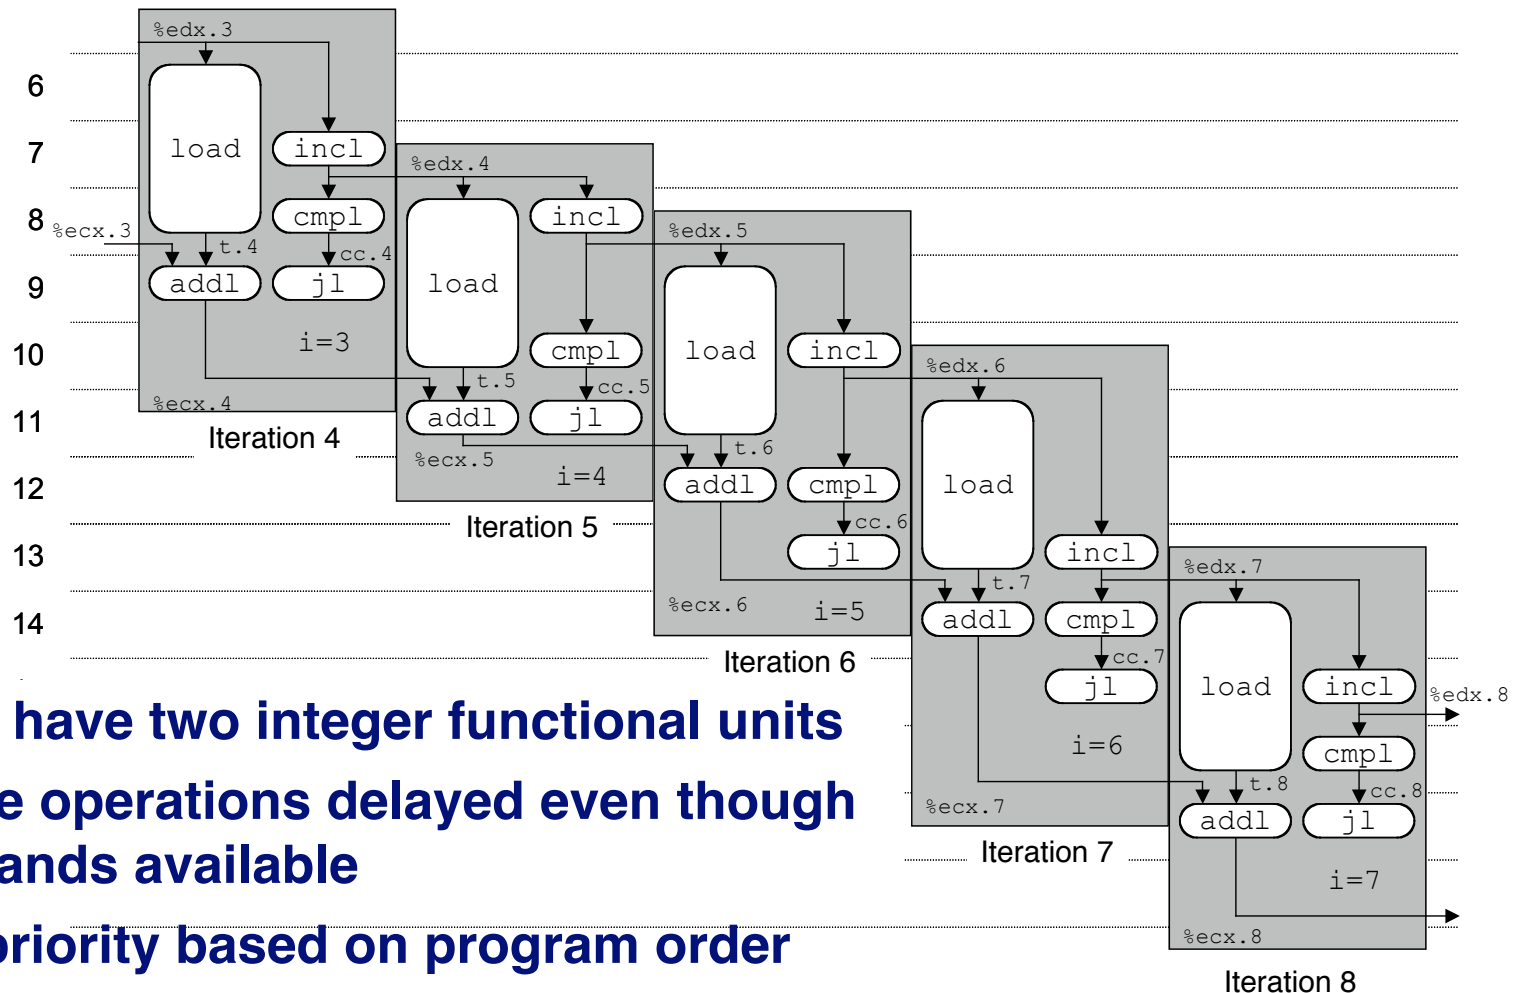 %edx.3
6
load
incl
7
%edx.4
8
cmpl
incl
%ecx.3
t.4
cc.4
%edx.5
9
addl
jl
load
i=3
10
cmpl
load
incl
t.5
cc.5
%edx.6
%ecx.4
11
addl
jl
Iteration 4
%ecx.5
i=4
t.6
12
addl
cmpl
load
Iteration 5
cc.6
13
jl
incl
%edx.7
t.7
%ecx.6
i=5
14
addl
cmpl
Iteration 6
cc.7
jl
load
incl
%edx.8
have two integer functional units
i=6
cmpl
e operations delayed even though
t.8
cc.8
%ecx.7
addl
jl
ands available
Iteration 7
i=7
priority based on program order
%ecx.8
Iteration 8